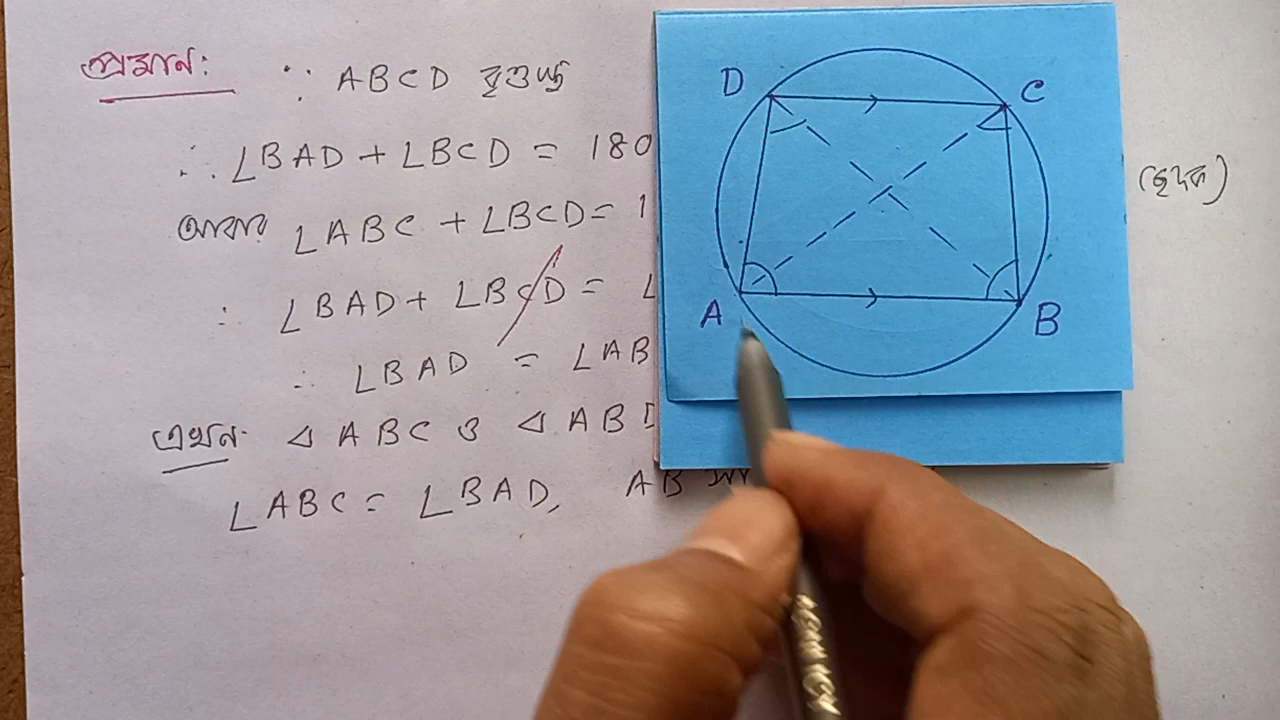 প্রমান:
∵ ABCD বৃত্তস্থ
∴ ∠BAD + ∠BCD = 180
আবার ∠ABC + ∠BCD = 1
∴ ∠BAD + ∠BCD = ∠
∴ ∠BAD = ∠AB
এখন △ ABC ও △ ABD
∠ABC = ∠BAD, AB
(ছেদক)
D C
A B